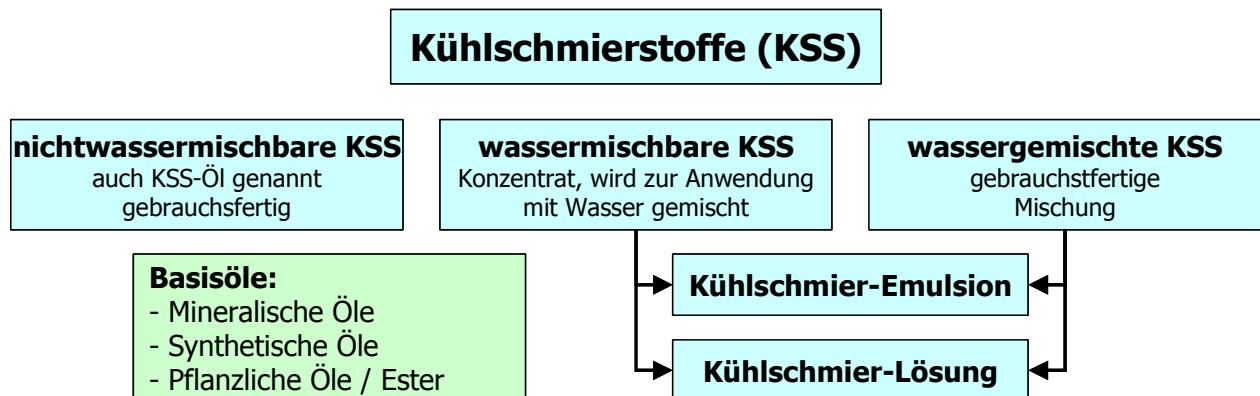 Kühlschmierstoffe (KSS)
nichtwassermischbare KSS
auch KSS-Öl genannt
gebrauchsfertig
wassermischbare KSS
Konzentrat, wird zur Anwendung
mit Wasser gemischt
wassergemischte KSS
gebrauchstfertige
Mischung
Basisöle:
- Mineralische Öle
- Synthetische Öle
- Pflanzliche Öle / Ester
Kühlschmier-Emulsion
Kühlschmier-Lösung